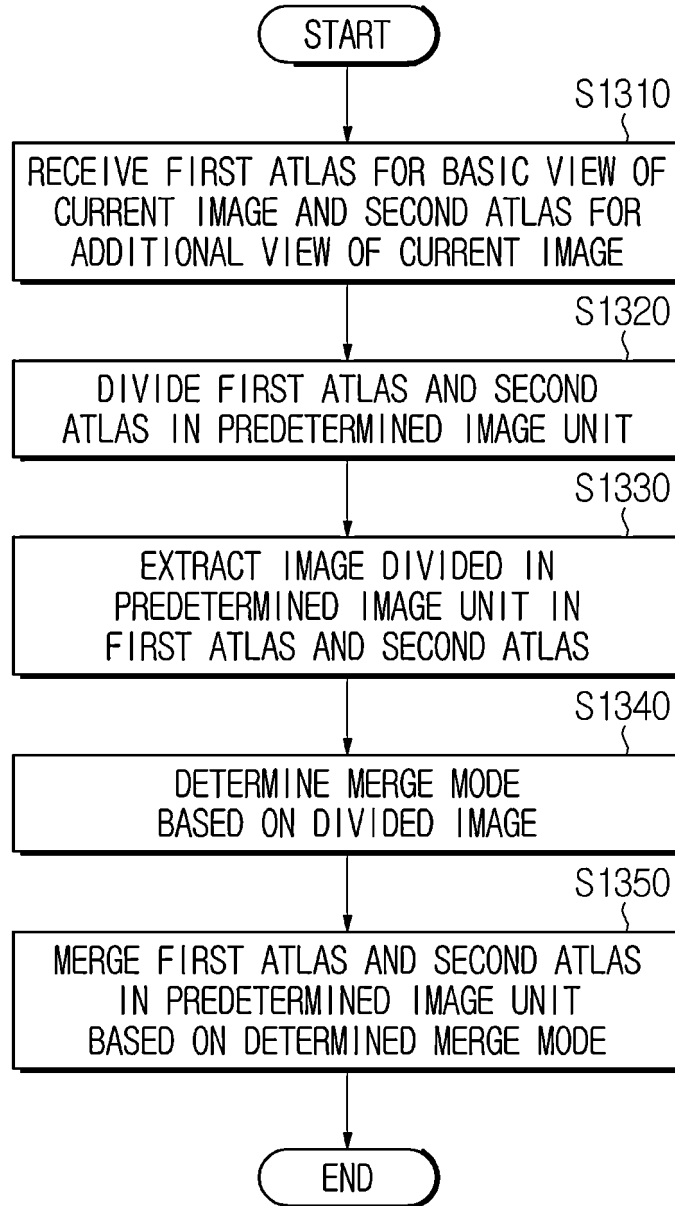 START
S1310
RECEIVE FIRST ATLAS FOR BASIC VIEW OF
CURRENT IMAGE AND SECOND ATLAS FOR
ADDITIONAL VIEW OF CURRENT IMAGE
S1320
DIVIDE FIRST ATLAS AND SECOND
ATLAS IN PREDETERMINED IMAGE UNIT
S1330
EXTRACT IMAGE DIVIDED IN
PREDETERMINED IMAGE UNIT IN
FIRST ATLAS AND SECOND ATLAS
S1340
DETERMINE MERGE MODE
BASED ON DIVIDED IMAGE
S1350
MERGE FIRST ATLAS AND SECOND ATLAS
IN PREDETERMINED IMAGE UNIT
BASED ON DETERMINED MERGE MODE
END